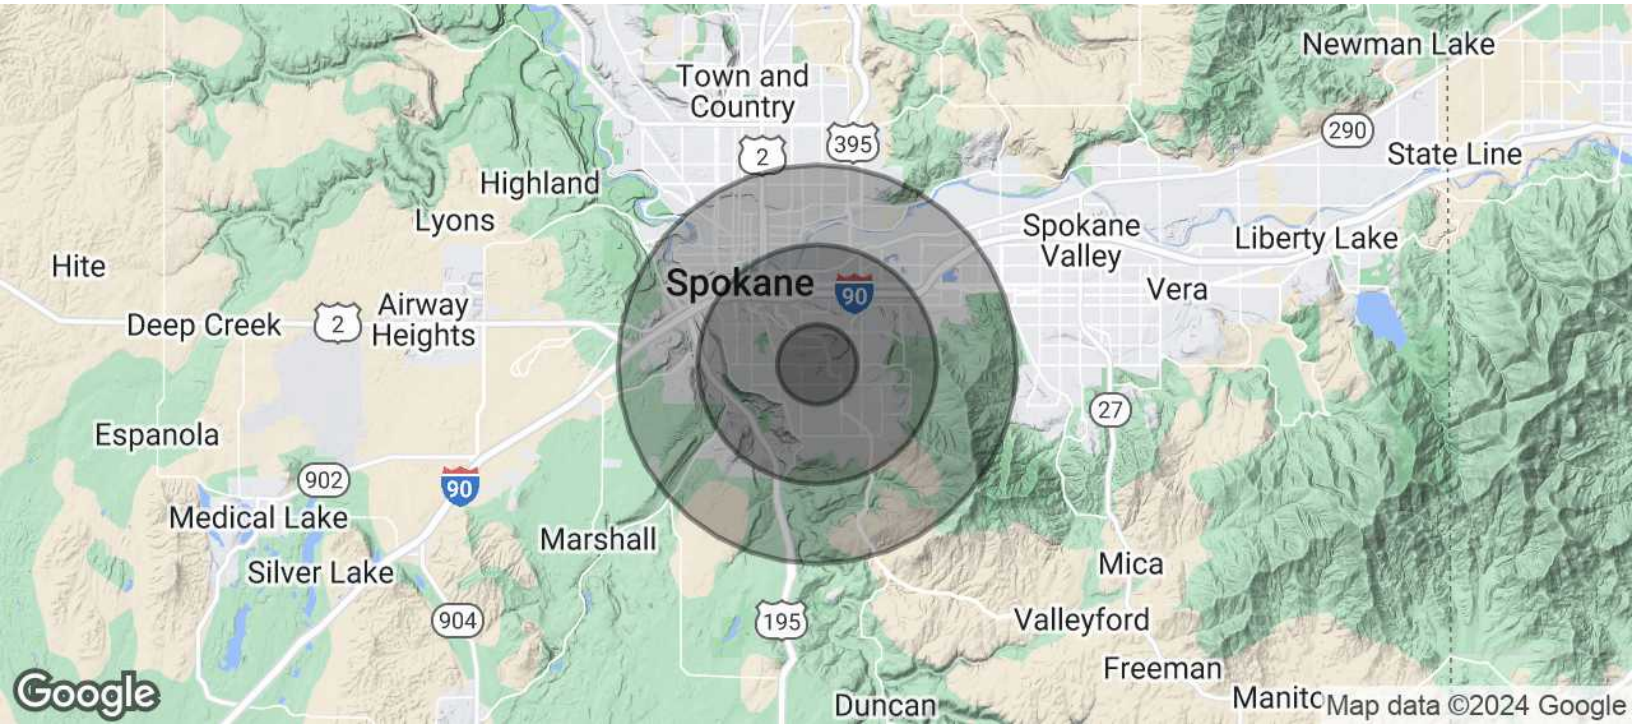 Newman Lake
Town and
Country
290
2
395
State Line
Highland
Lyons
Spokane
Valley
Liberty Lake
Hite
Spokane
90
Vera
Airway
Heights
Deep Creek
2
27
Espanola
902
90
Medical Lake
Marshall
Silver Lake
Mica
904
195
Valleyford
Freeman
Duncan
Manito
Google
Map data ©2024 Google